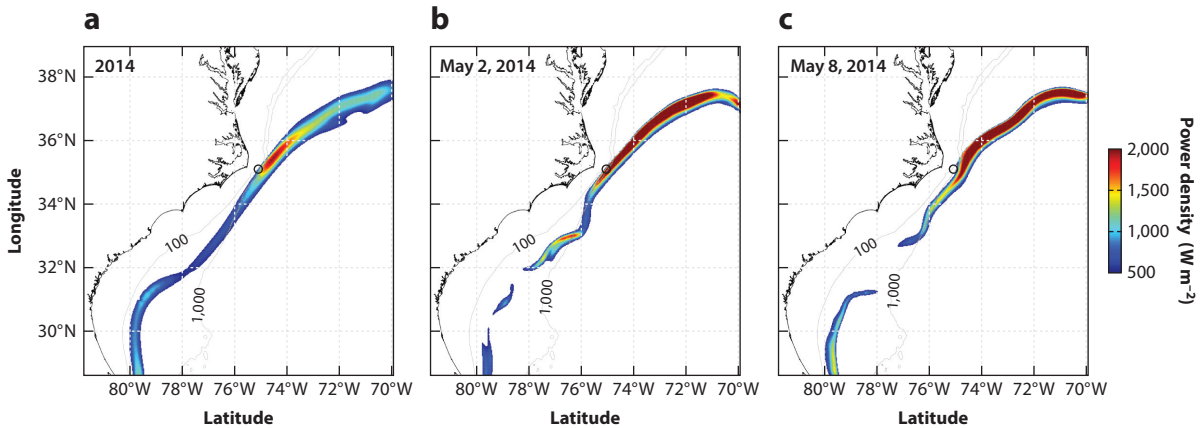 a
b
c
2014
May 2, 2014
May 8, 2014
38°N
36°N
34°N
32°N
30°N
Longitude
100
1,000
100
1,000
100
1,000
80°W 78°W 76°W 74°W 72°W 70°W
80°W 78°W 76°W 74°W 72°W 70°W
80°W 78°W 76°W 74°W 72°W 70°W
Latitude
Latitude
Latitude
2,000
1,500
1,000
500
Power density (W m⁻²)